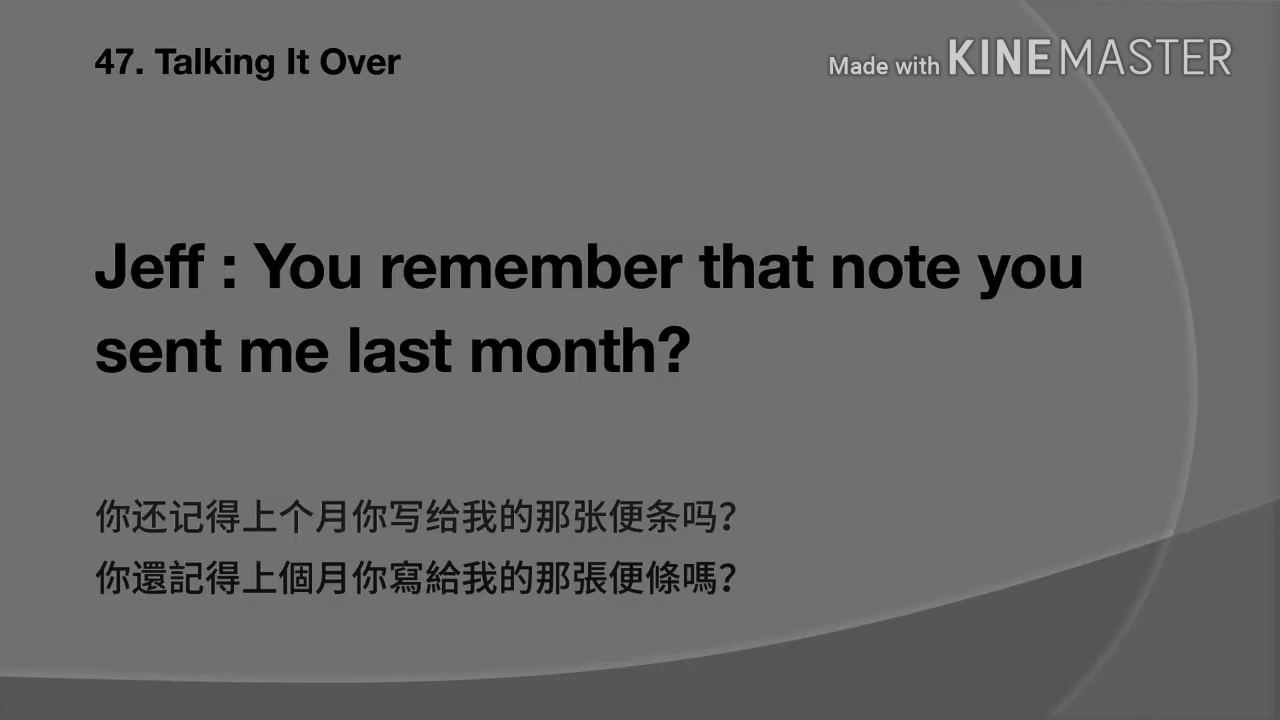 47. Talking It Over
Made with KINEMASTER
Jeff : You remember that note you
sent me last month?
你还记得上个月你写给我的那张便条吗?
你還記得上個月你寫給我的那張便條嗎?